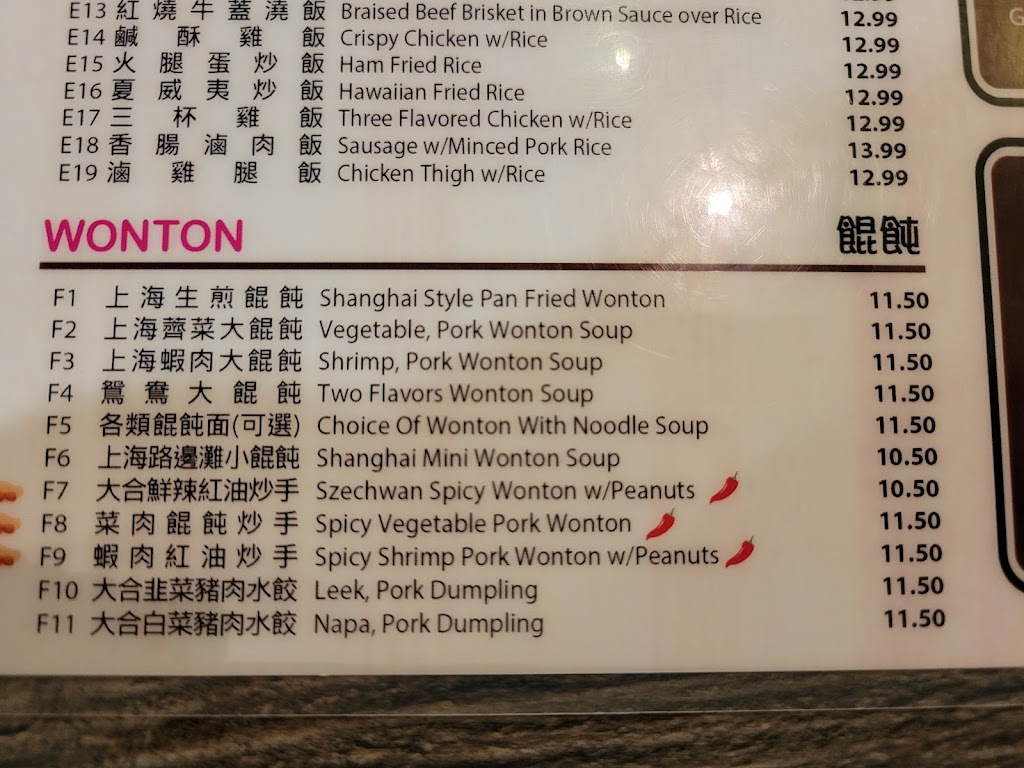 E13 紅燒牛蓋澆飯 Braised Beef Brisket in Brown Sauce over Rice 12.99
E14 鹹酥雞飯 Crispy Chicken w/Rice 12.99
E15 火腿蛋炒飯 Ham Fried Rice 12.99
E16 夏威夷炒飯 Hawaiian Fried Rice 12.99
E17 三杯雞飯 Three Flavored Chicken w/Rice 12.99
E18 香腸滷肉飯 Sausage w/Minced Pork Rice 13.99
E19 滷雞腿飯 Chicken Thigh w/Rice 12.99
WONTON 餛飩
F1 上海生煎餛飩 Shanghai Style Pan Fried Wonton 11.50
F2 上海薺菜大餛飩 Vegetable, Pork Wonton Soup 11.50
F3 上海蝦肉大餛飩 Shrimp, Pork Wonton Soup 11.50
F4 鴛鴦大餛飩 Two Flavors Wonton Soup 11.50
F5 各類餛飩面(可選) Choice Of Wonton With Noodle Soup 11.50
F6 上海路邊灘小餛飩 Shanghai Mini Wonton Soup 10.50
F7 大合鮮辣紅油炒手 Szechwan Spicy Wonton w/Peanuts 10.50
F8 菜肉餛飩炒手 Spicy Vegetable Pork Wonton 11.50
F9 蝦肉紅油炒手 Spicy Shrimp Pork Wonton w/Peanuts 11.50
F10 大合韭菜豬肉水餃 Leek, Pork Dumpling 11.50
F11 大合白菜豬肉水餃 Napa, Pork Dumpling 11.50